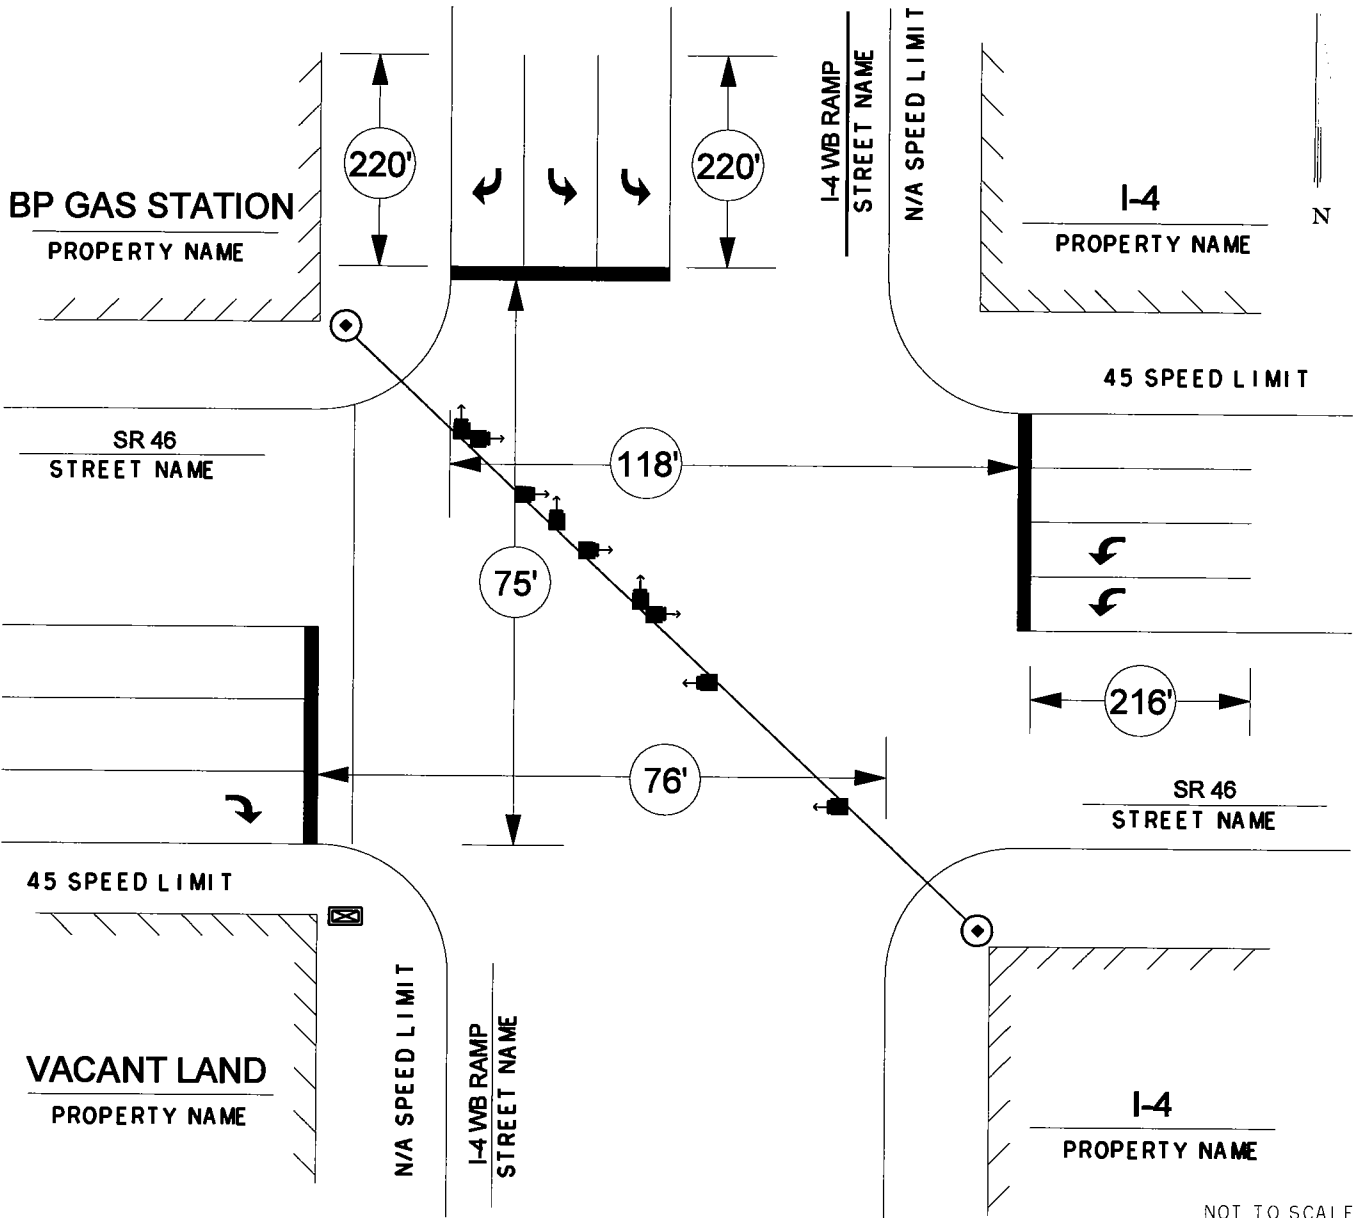 220'
220'
I-4 WB RAMP
STREET NAME
N/A SPEED LIMIT
BP GAS STATION
PROPERTY NAME
I-4
PROPERTY NAME
N
45 SPEED LIMIT
SR 46
STREET NAME
118'
75'
216'
76'
SR 46
STREET NAME
45 SPEED LIMIT
N/A SPEED LIMIT
I-4 WB RAMP
STREET NAME
VACANT LAND
PROPERTY NAME
I-4
PROPERTY NAME
NOT TO SCALE